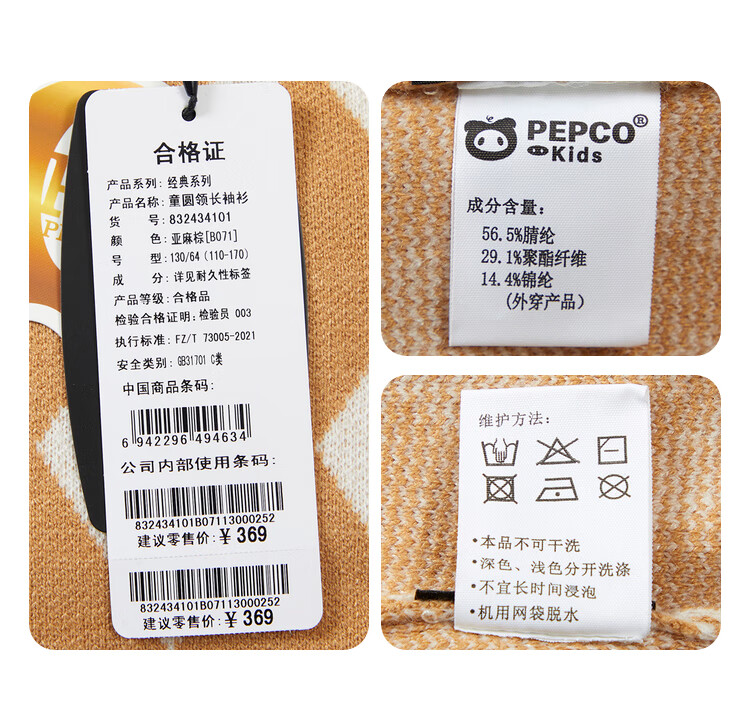 合格证
产品系列: 经典系列
产品名称: 童圆领长袖衫
货 号: 832434101
颜 色: 亚麻棕[B071]
号 型: 130/64 (110-170)
成 分: 详见耐久性标签
产品等级: 合格品
检验合格证明: 检验员 003
执行标准: FZ/T 73005-2021
安全类别: GB31701 C类
中国商品条码:
6 942296 494634
公司内部使用条码:
832434101B07113000252
建议零售价: ¥ 369
832434101B07113000252
建议零售价: ¥ 369
PEPCO®
Kids
成分含量:
56.5%腈纶
29.1%聚酯纤维
14.4%锦纶
(外穿产品)
维护方法:
•本品不可干洗
•深色、浅色分开洗涤
•不宜长时间浸泡
•机用网袋脱水